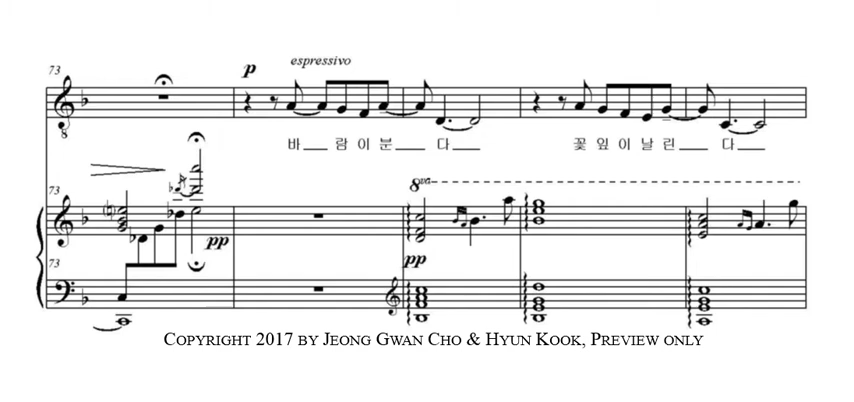 73
p
espressivo
8
바 람 이 분 다 꽃 잎 이 날 린 다
73
8va
pp
pp
73
COPYRIGHT 2017 BY JEONG GWAN CHO & HYUN KOOK, PREVIEW ONLY